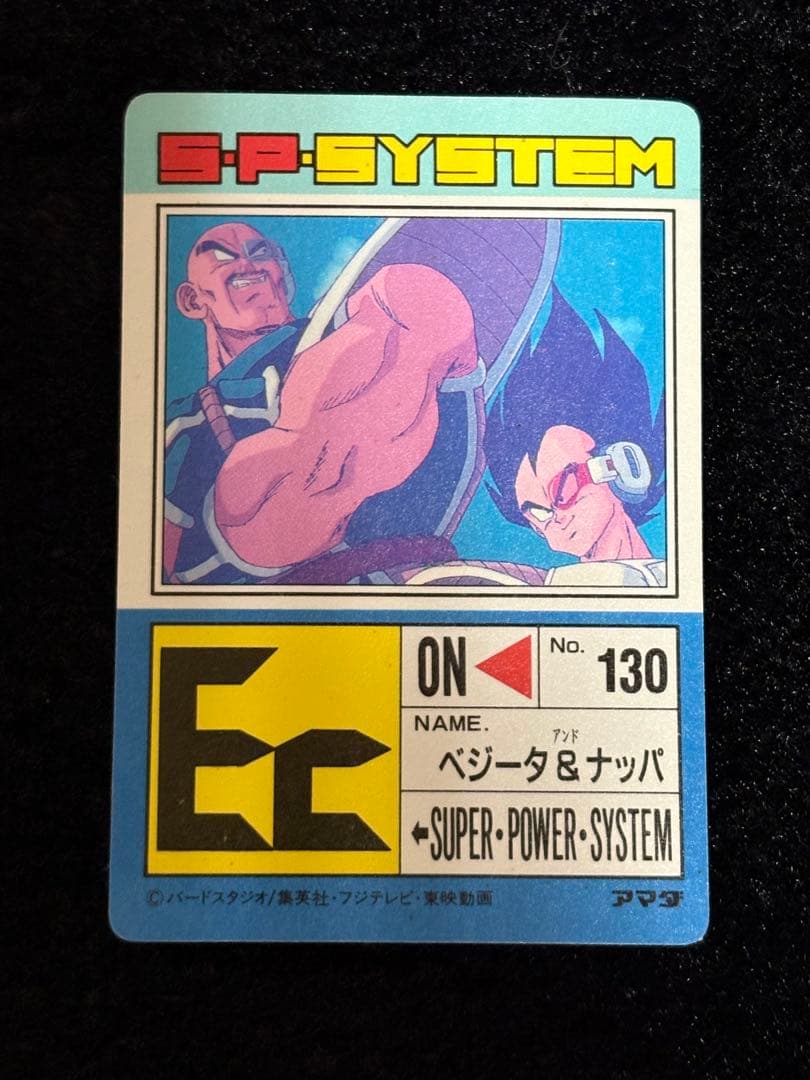 S・P・SYSTEM
Ec
ON
No. 130
NAME.
アンド
ベジータ&ナッパ
←SUPER・POWER・SYSTEM
©バードスタジオ/集英社・フジテレビ・東映動画
アマダ